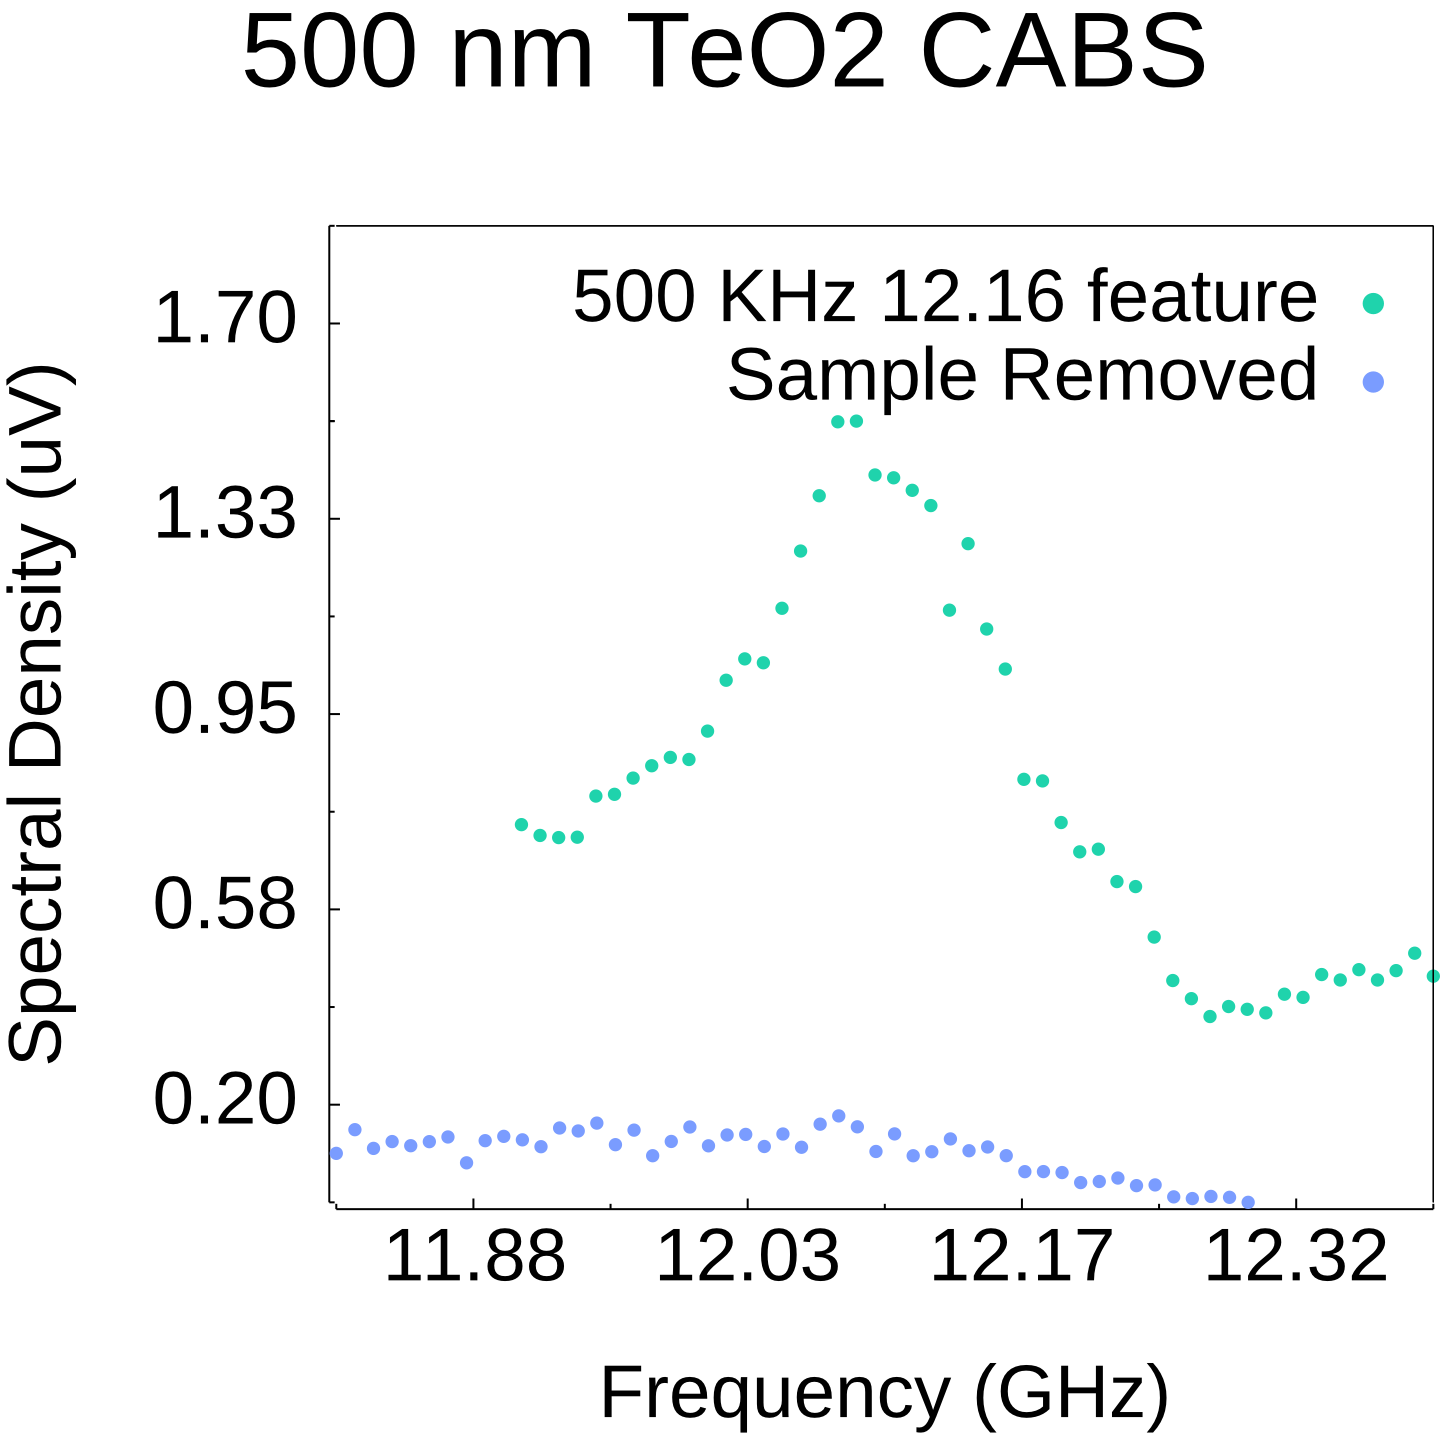 500 nm TeO2 CABS
500 KHz 12.16 feature
Sample Removed
Spectral Density (uV)
1.70
1.33
0.95
0.58
0.20
11.88 12.03 12.17 12.32
Frequency (GHz)